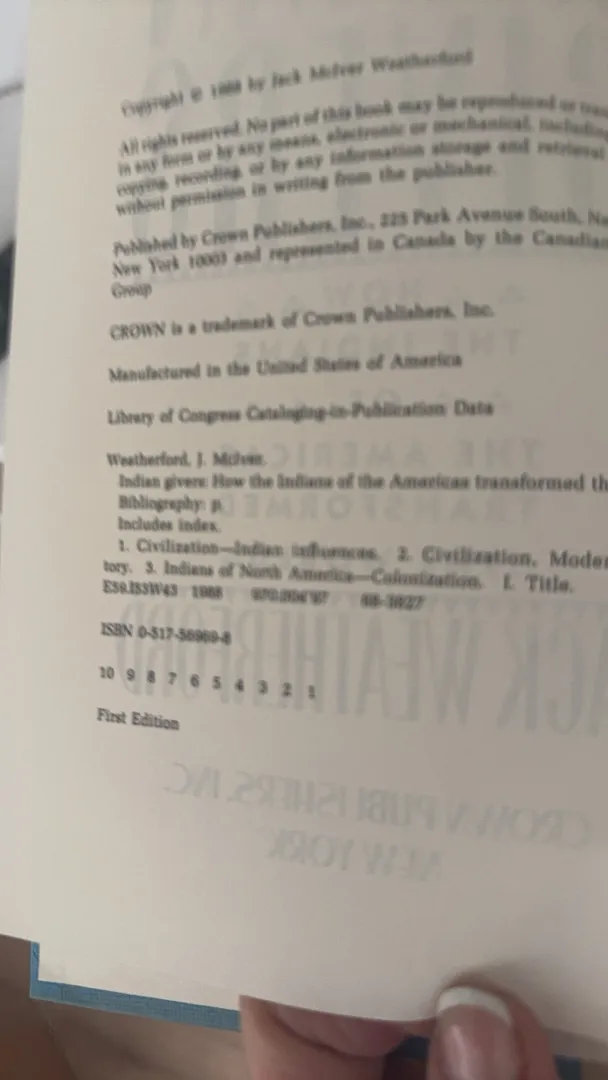 Copyright © 1988 by Jack McIver Weatherford
All rights reserved. No part of this book may be reproduced or
in any form or by any means, electronic or mechanical,
copying, recording, or by any information storage and retrieval
without permission in writing from the publisher.
Published by Crown Publishers, Inc., 225 Park Avenue South,
New York 10003 and represented in Canada by the Canadian
Group
CROWN is a trademark of Crown Publishers, Inc.
Manufactured in the United States of America
Library of Congress Cataloging-in-Publication Data
Weatherford, J. McIver.
Indian givers: How the Indians of the Americas transformed
Bibliography: p.
Includes index.
1. Civilization—Indian influences. 2. Civilization,
tory. 3. Indians of North America—Colonization. I. Title.
E59.I53W43 1988
ISBN 0-517-56969-8
10 9 8 7 6 5 4 3 2 1
First Edition